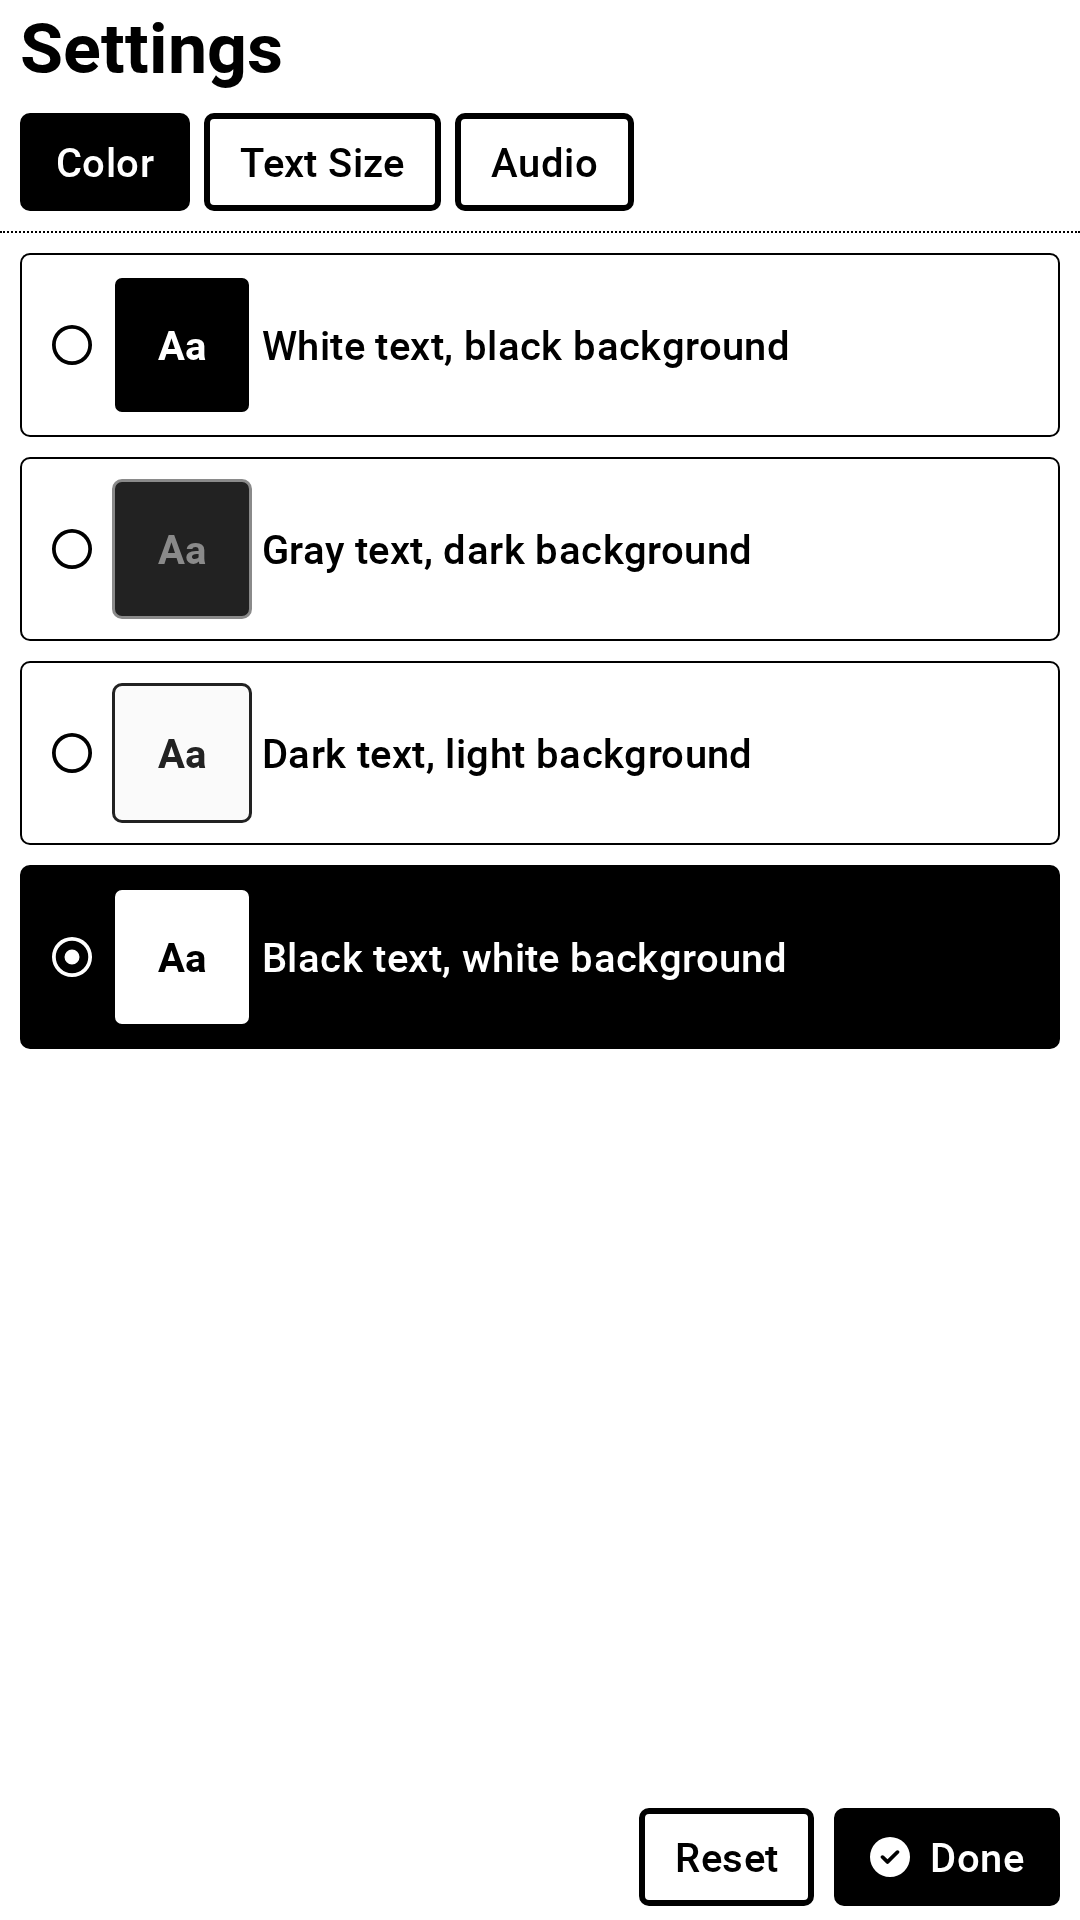 Settings
Color Text Size Audio
Aa White text, black background
Aa Gray text, dark background
Aa Dark text, light background
Aa Black text, white background
Reset Done